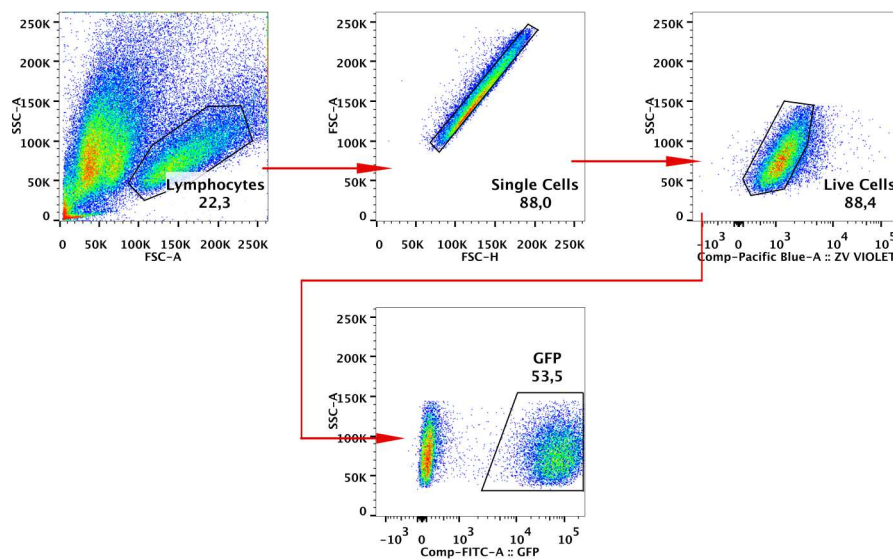 250K
200K
150K
100K
50K
0
SSC-A
Lymphocytes
22,3
0 50K 100K 150K 200K 250K
FSC-A
250K
200K
150K
100K
50K
0
FSC-A
Single Cells
88,0
0 50K 100K 150K 200K 250K
FSC-H
250K
200K
150K
100K
50K
0
SSC-A
Live Cells
88,4
-10³ 0 10³ 10⁴ 10⁵
Comp-Pacific Blue-A :: ZV VIOLET
250K
200K
150K
100K
50K
0
SSC-A
GFP
53,5
-10³ 0 10³ 10⁴ 10⁵
Comp-FITC-A :: GFP